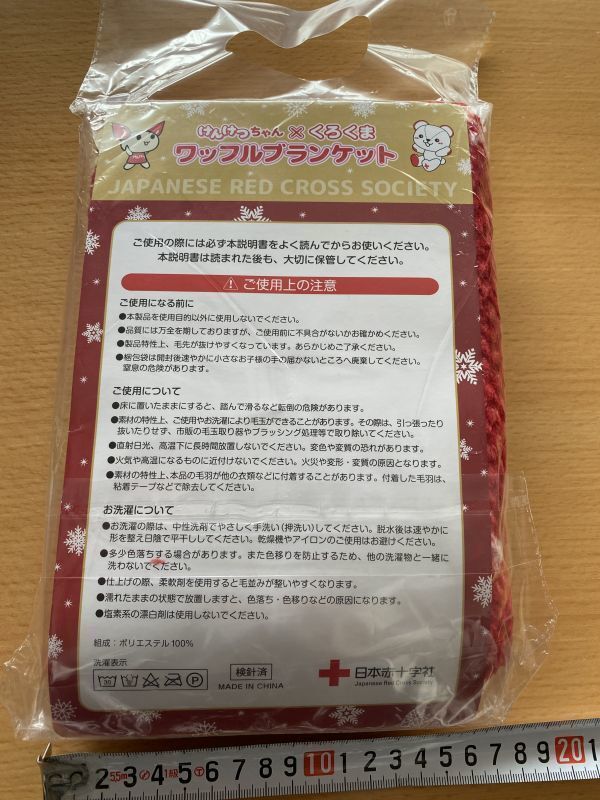 けんけつちゃん × くろくま
ワッフルブランケット
JAPANESE RED CROSS SOCIETY
ご使用の際には必ず本説明書をよく読んでからお使いください。
本説明書は読まれた後も、大切に保管してください。
ご使用上の注意
ご使用になる前に
●本製品を使用目的以外に使用しないでください。
●品質には万全を期しておりますが、ご使用前に不具合がないかお確かめください。
●製品特性上、毛先が抜けやすくなっています。あらかじめご了承ください。
●梱包袋は開封後速やかに小さなお子様の手の届かないところへ廃棄してください。
窒息の危険があります。
ご使用について
●床に置いたままにすると、踏んで滑るなど転倒の危険があります。
●素材の特性上、ご使用やお洗濯により毛玉ができることがあります。その際は、引っ張ったり
抜いたりせず、市販の毛玉取り器やブラッシング処理等で取り除いてください。
●直射日光、高温下に長時間放置しないでください。変色や変質の恐れがあります。
●火気や高温になるものに近付けないでください。火災や変形・変質の原因となります。
●素材の特性上、本品の毛羽が他の衣類などに付着することがあります。付着した毛羽は、
粘着テープなどで除去してください。
お洗濯について
●お洗濯の際は、中性洗剤でやさしく手洗い(押洗い)してください。脱水後は速やかに
形を整え日陰で平干ししてください。乾燥機やアイロンのご使用はお避けください。
●多少色落ちする場合があります。また色移りを防止するため、他の洗濯物と一緒に
洗わないでください。
●仕上げの際、柔軟剤を使用すると毛並みが整いやすくなります。
●濡れたままの状態で放置しますと、色落ち・色移りなどの原因になります。
●塩素系の漂白剤は使用しないでください。
組成:ポリエステル100%
洗濯表示
検針済
MADE IN CHINA
日本赤十字社
Japanese Red Cross Society
2 5.5m 3 4 1級 5 6 7 8 9 10 1 2 3 4 5 6 7 8 9 20 1